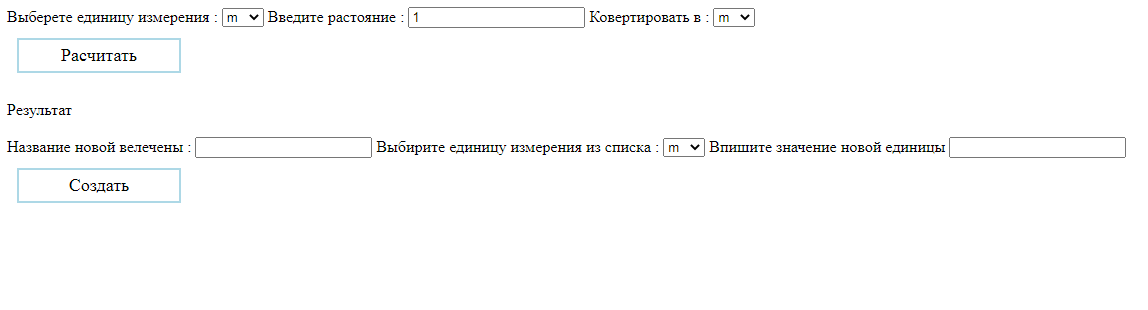 Выберете единицу измерения : m Введите растояние : 1 Ковертировать в : m
Расчитать
Результат
Название новой велечены : Выбирите единицу измерения из списка : m Впишите значение новой единицы
Создать